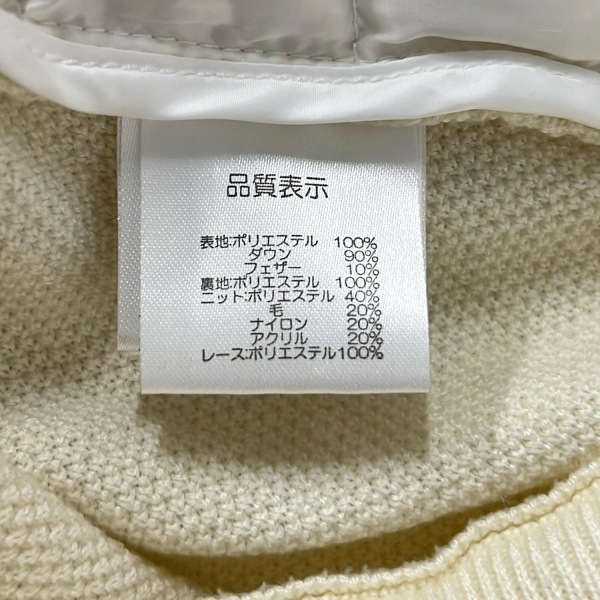 品質表示
表地:ポリエステル 100%
ダウン 90%
フェザー 10%
裏地:ポリエステル 100%
ニット:ポリエステル 40%
毛 20%
ナイロン 20%
アクリル 20%
レース:ポリエステル100%